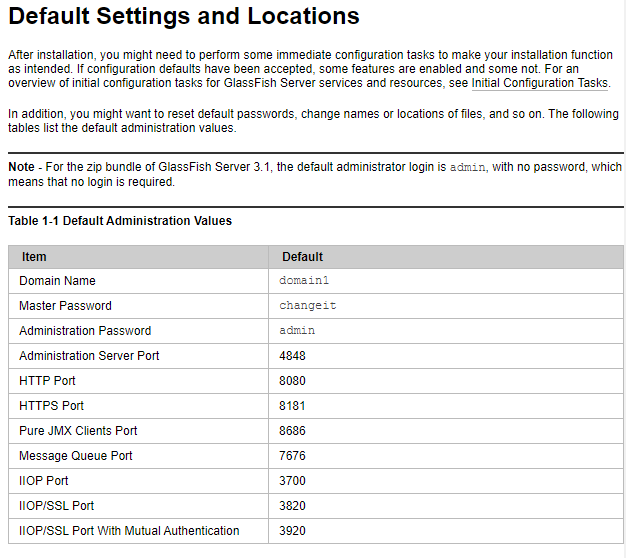 Default Settings and Locations
After installation, you might need to perform some immediate configuration tasks to make your installation function
as intended. If configuration defaults have been accepted, some features are enabled and some not. For an
overview of initial configuration tasks for GlassFish Server services and resources, see Initial Configuration Tasks.
In addition, you might want to reset default passwords, change names or locations of files, and so on. The following
tables list the default administration values.
Note - For the zip bundle of GlassFish Server 3.1, the default administrator login is admin, with no password, which
means that no login is required.
Table 1-1 Default Administration Values
Item Default
Domain Name domain1
Master Password changeit
Administration Password admin
Administration Server Port 4848
HTTP Port 8080
HTTPS Port 8181
Pure JMX Clients Port 8686
Message Queue Port 7676
IIOP Port 3700
IIOP/SSL Port 3820
IIOP/SSL Port With Mutual Authentication 3920